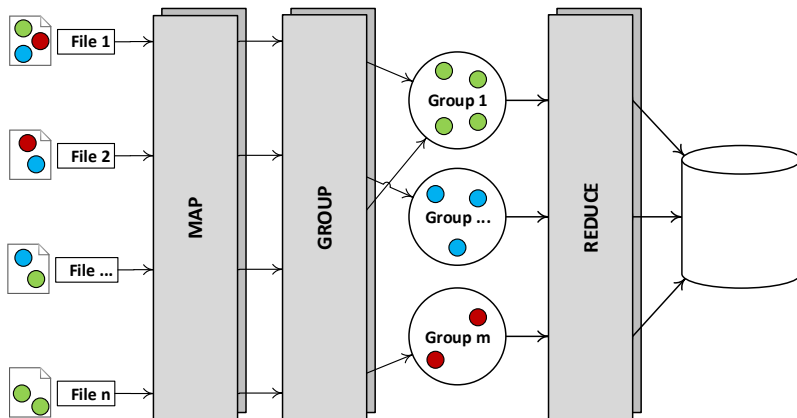 File 1
File 2
File ...
File n
MAP
GROUP
Group 1
Group ...
Group m
REDUCE